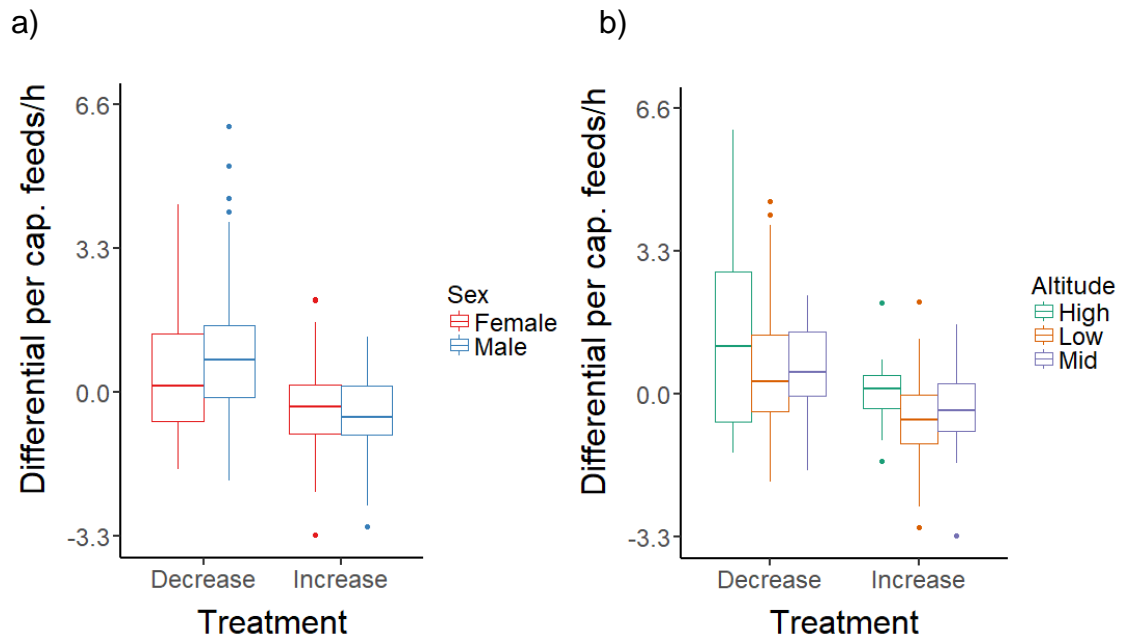 a)
Differential per cap. feeds/h
6.6
3.3
0.0
-3.3
Decrease
Increase
Treatment
Sex
Female
Male
b)
Differential per cap. feeds/h
6.6
3.3
0.0
-3.3
Decrease
Increase
Treatment
Altitude
High
Low
Mid